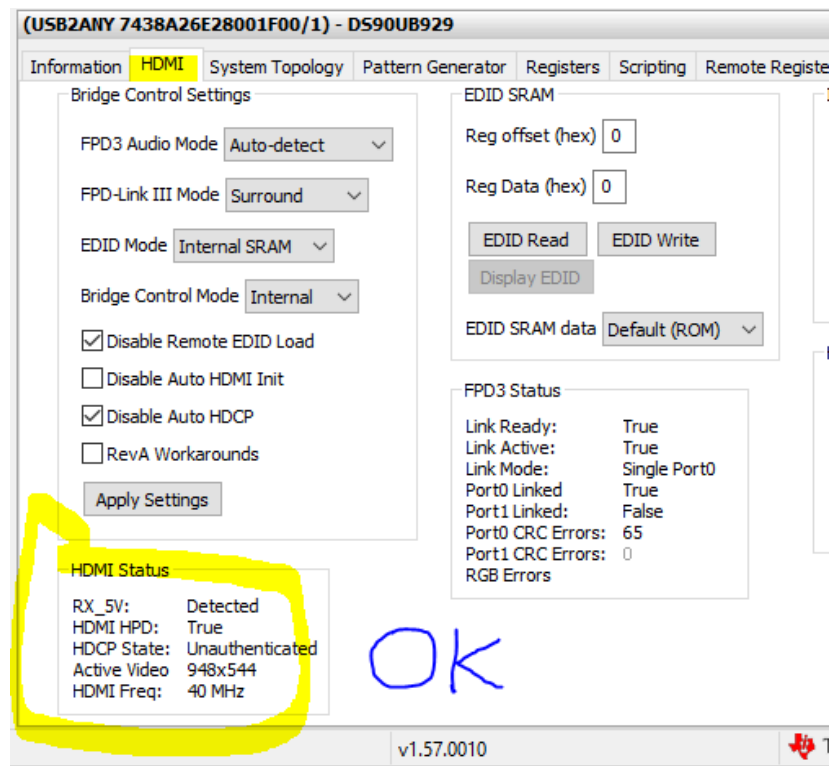 (USB2ANY 7438A26E28001F00/1) - DS90UB929
Information HDMI System Topology Pattern Generator Registers Scripting Remote Registe
Bridge Control Settings
FPD3 Audio Mode Auto-detect
FPD-Link III Mode Surround
EDID Mode Internal SRAM
Bridge Control Mode Internal
Disable Remote EDID Load
Disable Auto HDMI Init
Disable Auto HDCP
RevA Workarounds
Apply Settings
HDMI Status
RX_5V: Detected
HDMI HPD: True
HDCP State: Unauthenticated
Active Video 948x544
HDMI Freq: 40 MHz
EDID SRAM
Reg offset (hex) 0
Reg Data (hex) 0
EDID Read EDID Write
Display EDID
EDID SRAM data Default (ROM)
FPD3 Status
Link Ready: True
Link Active: True
Link Mode: Single Port0
Port0 Linked True
Port1 Linked: False
Port0 CRC Errors: 65
Port1 CRC Errors: 0
RGB Errors
OK
v1.57.0010